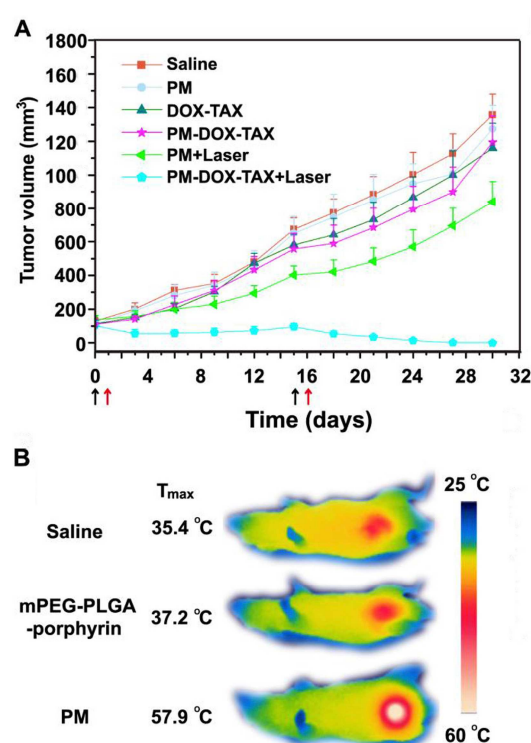 A
Tumor volume (mm³)
1800
1600
140
120
1000
800
600
400
200
0
Saline
PM
DOX-TAX
PM-DOX-TAX
PM+Laser
PM-DOX-TAX+Laser
0 4 8 12 16 20 24 28 32
Time (days)
B
Tmax
25 °C
Saline 35.4 °C
mPEG-PLGA
-porphyrin 37.2 °C
PM 57.9 °C
60 °C